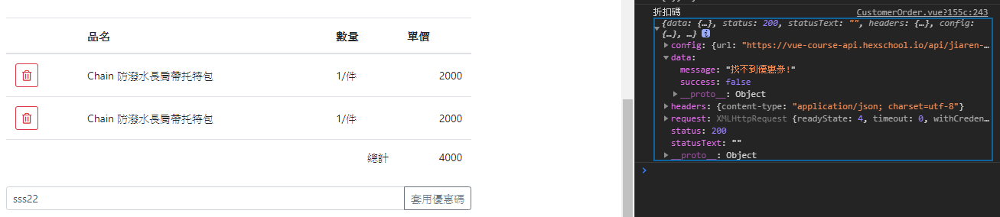 品名 數量 單價
Chain 防潑水長肩帶托特包 1/件 2000
Chain 防潑水長肩帶托特包 1/件 2000
總計 4000
sss22 套用優惠碼
折扣碼 CustomerOrder.vue?155c:243
{data: {…}, status: 200, statusText: "", headers: {…}, config:
{…}, …}
config: {url: "https://vue-course-api.hexschool.io/api/jiaren-…
data:
message: "找不到優惠券!"
success: false
__proto__: Object
headers: {content-type: "application/json; charset=utf-8"}
request: XMLHttpRequest {readyState: 4, timeout: 0, withCreden…
status: 200
statusText: ""
__proto__: Object